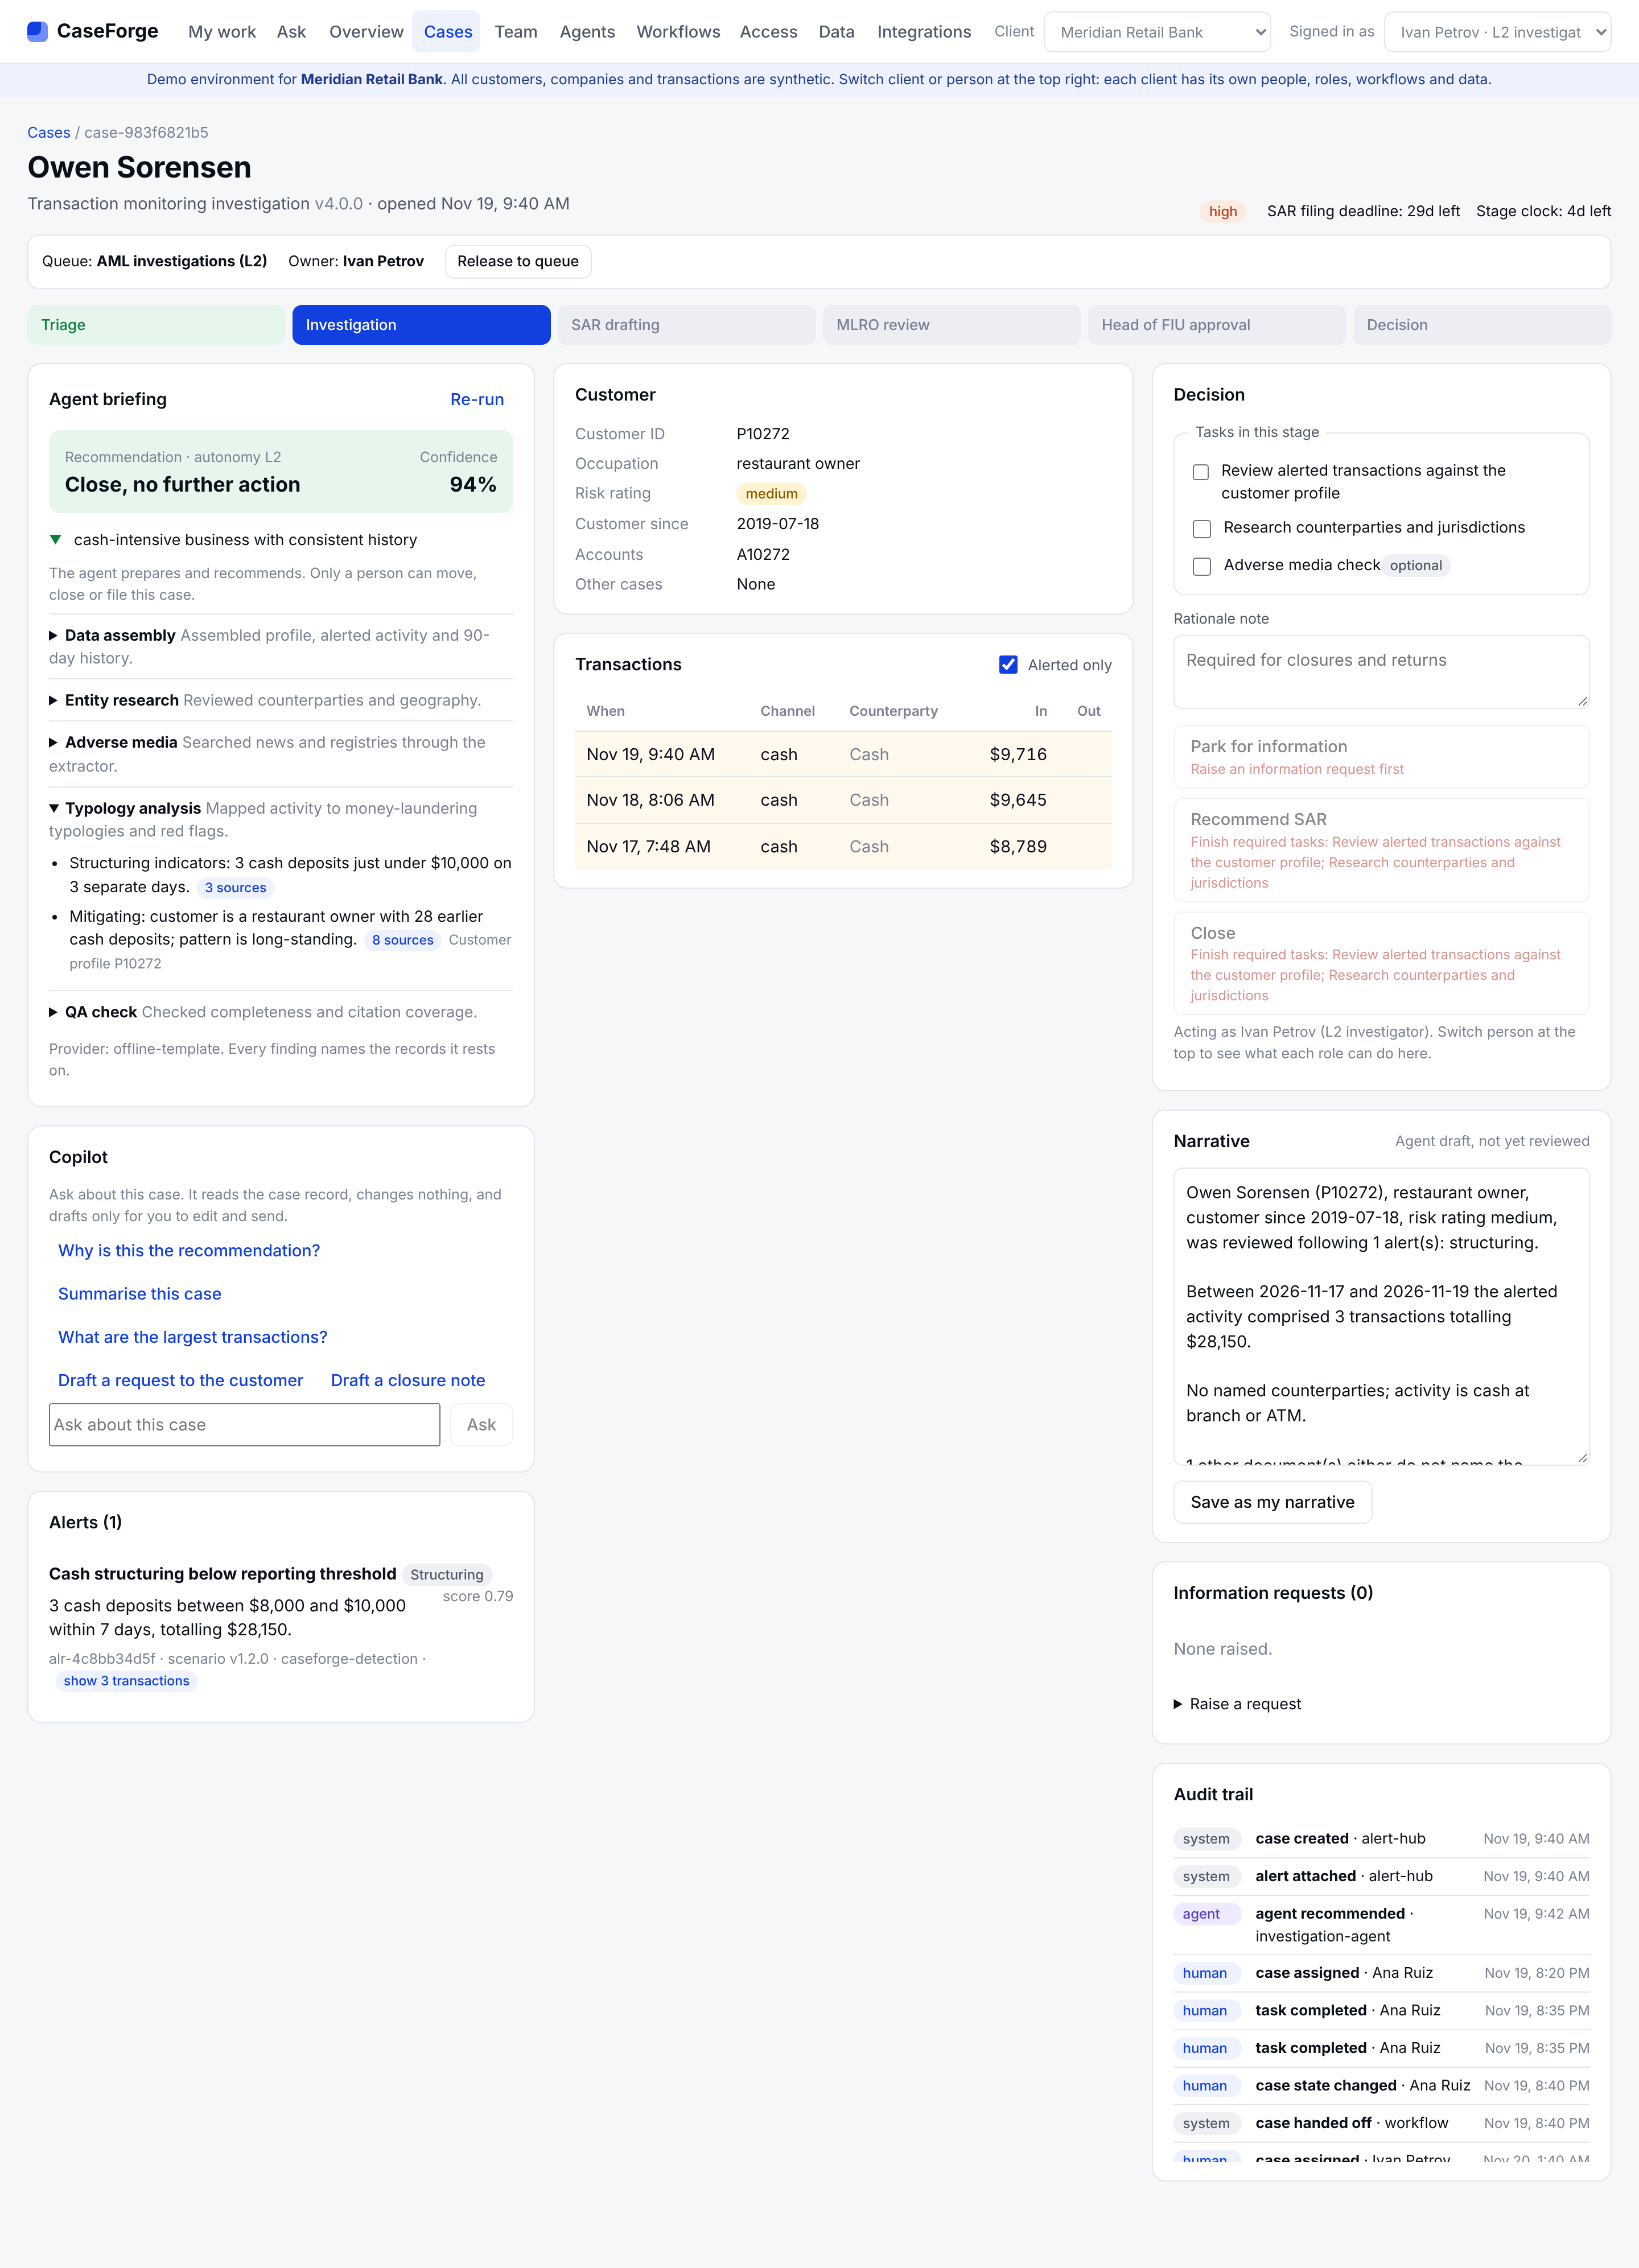 CaseForge
My work
Ask
Overview
Cases
Team
Agents
Workflows
Access
Data
Integrations
Client
Meridian Retail Bank
Signed in as
Ivan Petrov · L2 investigat
Demo environment for Meridian Retail Bank. All customers, companies and transactions are synthetic. Switch client or person at the top right: each client has its own people, roles, workflows and data.
Cases / case-983f6821b5
Owen Sorensen
Transaction monitoring investigation v4.0.0 · opened Nov 19, 9:40 AM
high
SAR filing deadline: 29d left
Stage clock: 4d left
Queue: AML investigations (L2)
Owner: Ivan Petrov
Release to queue
Triage
Investigation
SAR drafting
MLRO review
Head of FIU approval
Decision
Agent briefing
Re-run
Recommendation · autonomy L2
Confidence
Close, no further action
94%
cash-intensive business with consistent history
The agent prepares and recommends. Only a person can move,
close or file this case.
Data assembly Assembled profile, alerted activity and 90-
day history.
Entity research Reviewed counterparties and geography.
Adverse media Searched news and registries through the
extractor.
Typology analysis Mapped activity to money-laundering
typologies and red flags.
Structuring indicators: 3 cash deposits just under $10,000 on
3 separate days. 3 sources
Mitigating: customer is a restaurant owner with 28 earlier
cash deposits; pattern is long-standing. 8 sources Customer
profile P10272
QA check Checked completeness and citation coverage.
Provider: offline-template. Every finding names the records it rests
on.
Copilot
Ask about this case. It reads the case record, changes nothing, and
drafts only for you to edit and send.
Why is this the recommendation?
Summarise this case
What are the largest transactions?
Draft a request to the customer
Draft a closure note
Ask about this case
Ask
Alerts (1)
Cash structuring below reporting threshold Structuring
score 0.79
3 cash deposits between $8,000 and $10,000
within 7 days, totalling $28,150.
alr-4c8bb34d5f · scenario v1.2.0 · caseforge-detection ·
show 3 transactions
Customer
Customer ID P10272
Occupation restaurant owner
Risk rating medium
Customer since 2019-07-18
Accounts A10272
Other cases None
Transactions
Alerted only
When Channel Counterparty In Out
Nov 19, 9:40 AM cash Cash $9,716
Nov 18, 8:06 AM cash Cash $9,645
Nov 17, 7:48 AM cash Cash $8,789
Decision
Tasks in this stage
Review alerted transactions against the
customer profile
Research counterparties and jurisdictions
Adverse media check optional
Rationale note
Required for closures and returns
Park for information
Raise an information request first
Recommend SAR
Finish required tasks: Review alerted transactions against
the customer profile; Research counterparties and
jurisdictions
Close
Finish required tasks: Review alerted transactions against
the customer profile; Research counterparties and
jurisdictions
Acting as Ivan Petrov (L2 investigator). Switch person at the
top to see what each role can do here.
Narrative
Agent draft, not yet reviewed
Owen Sorensen (P10272), restaurant owner,
customer since 2019-07-18, risk rating medium,
was reviewed following 1 alert(s): structuring.
Between 2026-11-17 and 2026-11-19 the alerted
activity comprised 3 transactions totalling
$28,150.
No named counterparties; activity is cash at
branch or ATM.
1 other document(s) either do not name the
Save as my narrative
Information requests (0)
None raised.
Raise a request
Audit trail
system case created · alert-hub Nov 19, 9:40 AM
system alert attached · alert-hub Nov 19, 9:40 AM
agent agent recommended · Nov 19, 9:42 AM
investigation-agent
human case assigned · Ana Ruiz Nov 19, 8:20 PM
human task completed · Ana Ruiz Nov 19, 8:35 PM
human task completed · Ana Ruiz Nov 19, 8:35 PM
human case state changed · Ana Ruiz Nov 19, 8:40 PM
system case handed off · workflow Nov 19, 8:40 PM
human case assigned · Ivan Petrov Nov 20, 1:40 AM